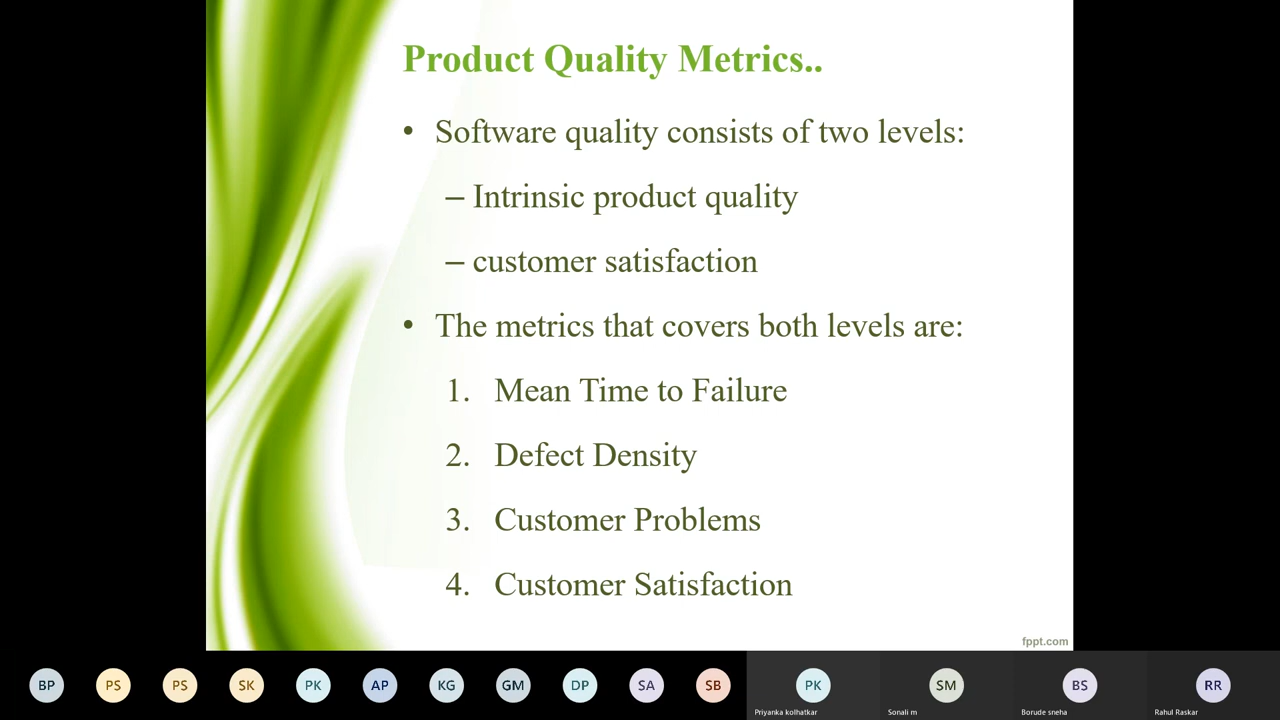 Product Quality Metrics..
• Software quality consists of two levels:
– Intrinsic product quality
– customer satisfaction
• The metrics that covers both levels are:
1. Mean Time to Failure
2. Defect Density
3. Customer Problems
4. Customer Satisfaction
fppt.com
BP PS PS SK PK AP KG GM DP SA SB PK SM BS RR
Priyanka kolhatkar Sonali m Borude sneha Rahul Raskar